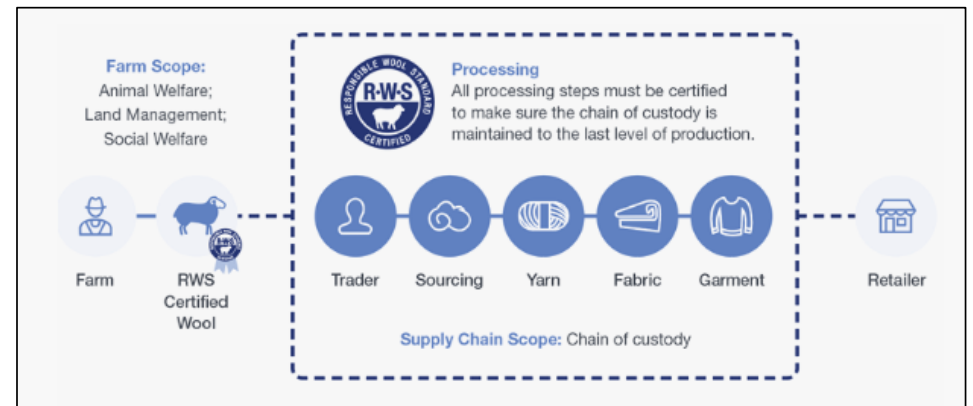 Farm Scope:
Animal Welfare;
Land Management;
Social Welfare
RESPONSIBLE WOOL STANDARD
R·W·S
CERTIFIED
Processing
All processing steps must be certified
to make sure the chain of custody is
maintained to the last level of production.
Farm
RWS
Certified
Wool
Trader
Sourcing
Yarn
Fabric
Garment
Retailer
Supply Chain Scope: Chain of custody